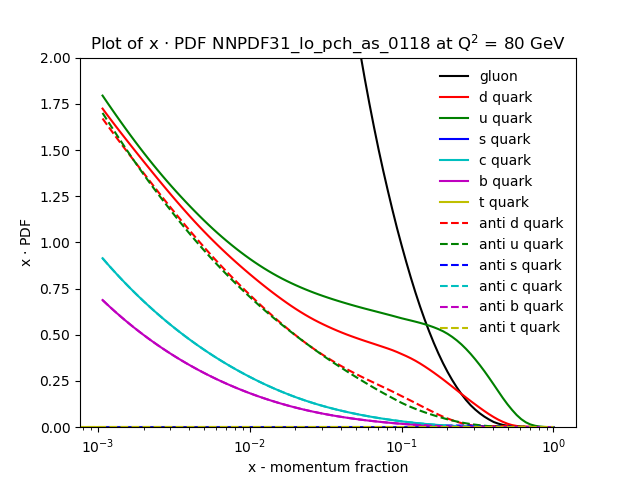 Plot of x · PDF NNPDF31_lo_pch_as_0118 at Q² = 80 GeV
2.00
1.75
1.50
1.25
1.00
0.75
0.50
0.25
0.00
x · PDF
gluon
d quark
u quark
s quark
c quark
b quark
t quark
anti d quark
anti u quark
anti s quark
anti c quark
anti b quark
anti t quark
10⁻³ 10⁻² 10⁻¹ 10⁰
x - momentum fraction